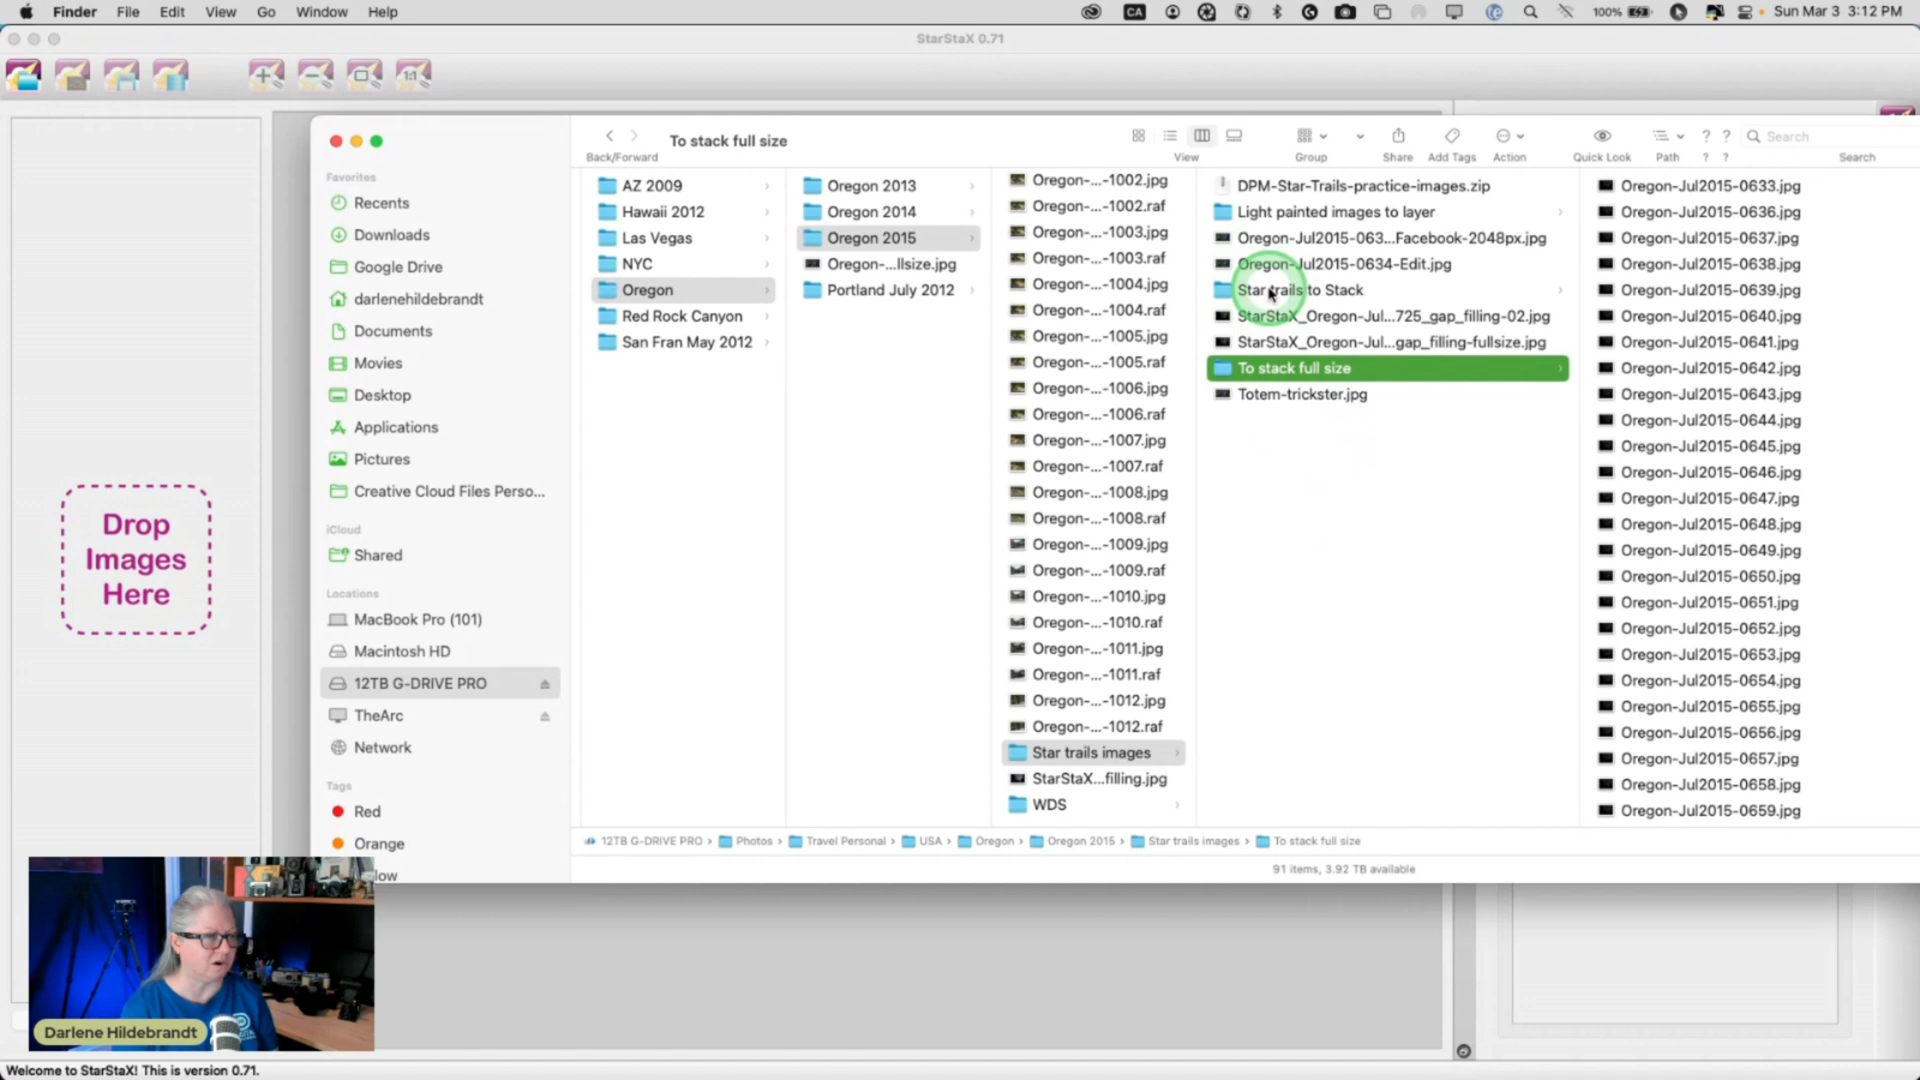 Finder File Edit View Go Window Help
CA
100%
Sun Mar 3 3:12 PM
StarStaX 0.71
1:1
Back/Forward
To stack full size
View
Group
Share
Add Tags
Action
Quick Look
Path
? ?
? ?
Search
Search
Favorites
Recents
Downloads
Google Drive
darlenehildebrandt
Documents
Movies
Desktop
Applications
Pictures
Creative Cloud Files Perso...
iCloud
Shared
Locations
MacBook Pro (101)
Macintosh HD
12TB G-DRIVE PRO
TheArc
Network
Tags
Red
Orange
low
AZ 2009
Hawaii 2012
Las Vegas
NYC
Oregon
Red Rock Canyon
San Fran May 2012
Oregon 2013
Oregon 2014
Oregon 2015
Oregon-...llsize.jpg
Portland July 2012
Oregon-...-1002.jpg
Oregon-...-1002.raf
Oregon-...-1003.jpg
Oregon-...-1003.raf
Oregon-...-1004.jpg
Oregon-...-1004.raf
Oregon-...-1005.jpg
Oregon-...-1005.raf
Oregon-...-1006.jpg
Oregon-...-1006.raf
Oregon-...-1007.jpg
Oregon-...-1007.raf
Oregon-...-1008.jpg
Oregon-...-1008.raf
Oregon-...-1009.jpg
Oregon-...-1009.raf
Oregon-...-1010.jpg
Oregon-...-1010.raf
Oregon-...-1011.jpg
Oregon-...-1011.raf
Oregon-...-1012.jpg
Oregon-...-1012.raf
Star trails images
StarStaX...filling.jpg
WDS
DPM-Star-Trails-practice-images.zip
Light painted images to layer
Oregon-Jul2015-063...Facebook-2048px.jpg
Oregon-Jul2015-0634-Edit.jpg
Star trails to Stack
StarStaX_Oregon-Jul...725_gap_filling-02.jpg
StarStaX_Oregon-Jul...gap_filling-fullsize.jpg
To stack full size
Totem-trickster.jpg
Oregon-Jul2015-0633.jpg
Oregon-Jul2015-0636.jpg
Oregon-Jul2015-0637.jpg
Oregon-Jul2015-0638.jpg
Oregon-Jul2015-0639.jpg
Oregon-Jul2015-0640.jpg
Oregon-Jul2015-0641.jpg
Oregon-Jul2015-0642.jpg
Oregon-Jul2015-0643.jpg
Oregon-Jul2015-0644.jpg
Oregon-Jul2015-0645.jpg
Oregon-Jul2015-0646.jpg
Oregon-Jul2015-0647.jpg
Oregon-Jul2015-0648.jpg
Oregon-Jul2015-0649.jpg
Oregon-Jul2015-0650.jpg
Oregon-Jul2015-0651.jpg
Oregon-Jul2015-0652.jpg
Oregon-Jul2015-0653.jpg
Oregon-Jul2015-0654.jpg
Oregon-Jul2015-0655.jpg
Oregon-Jul2015-0656.jpg
Oregon-Jul2015-0657.jpg
Oregon-Jul2015-0658.jpg
Oregon-Jul2015-0659.jpg
12TB G-DRIVE PRO › Photos › Travel Personal › USA › Oregon › Oregon 2015 › Star trails images › To stack full size
91 items, 3.92 TB available
Drop
Images
Here
Darlene Hildebrandt
Welcome to StarStaX! This is version 0.71.